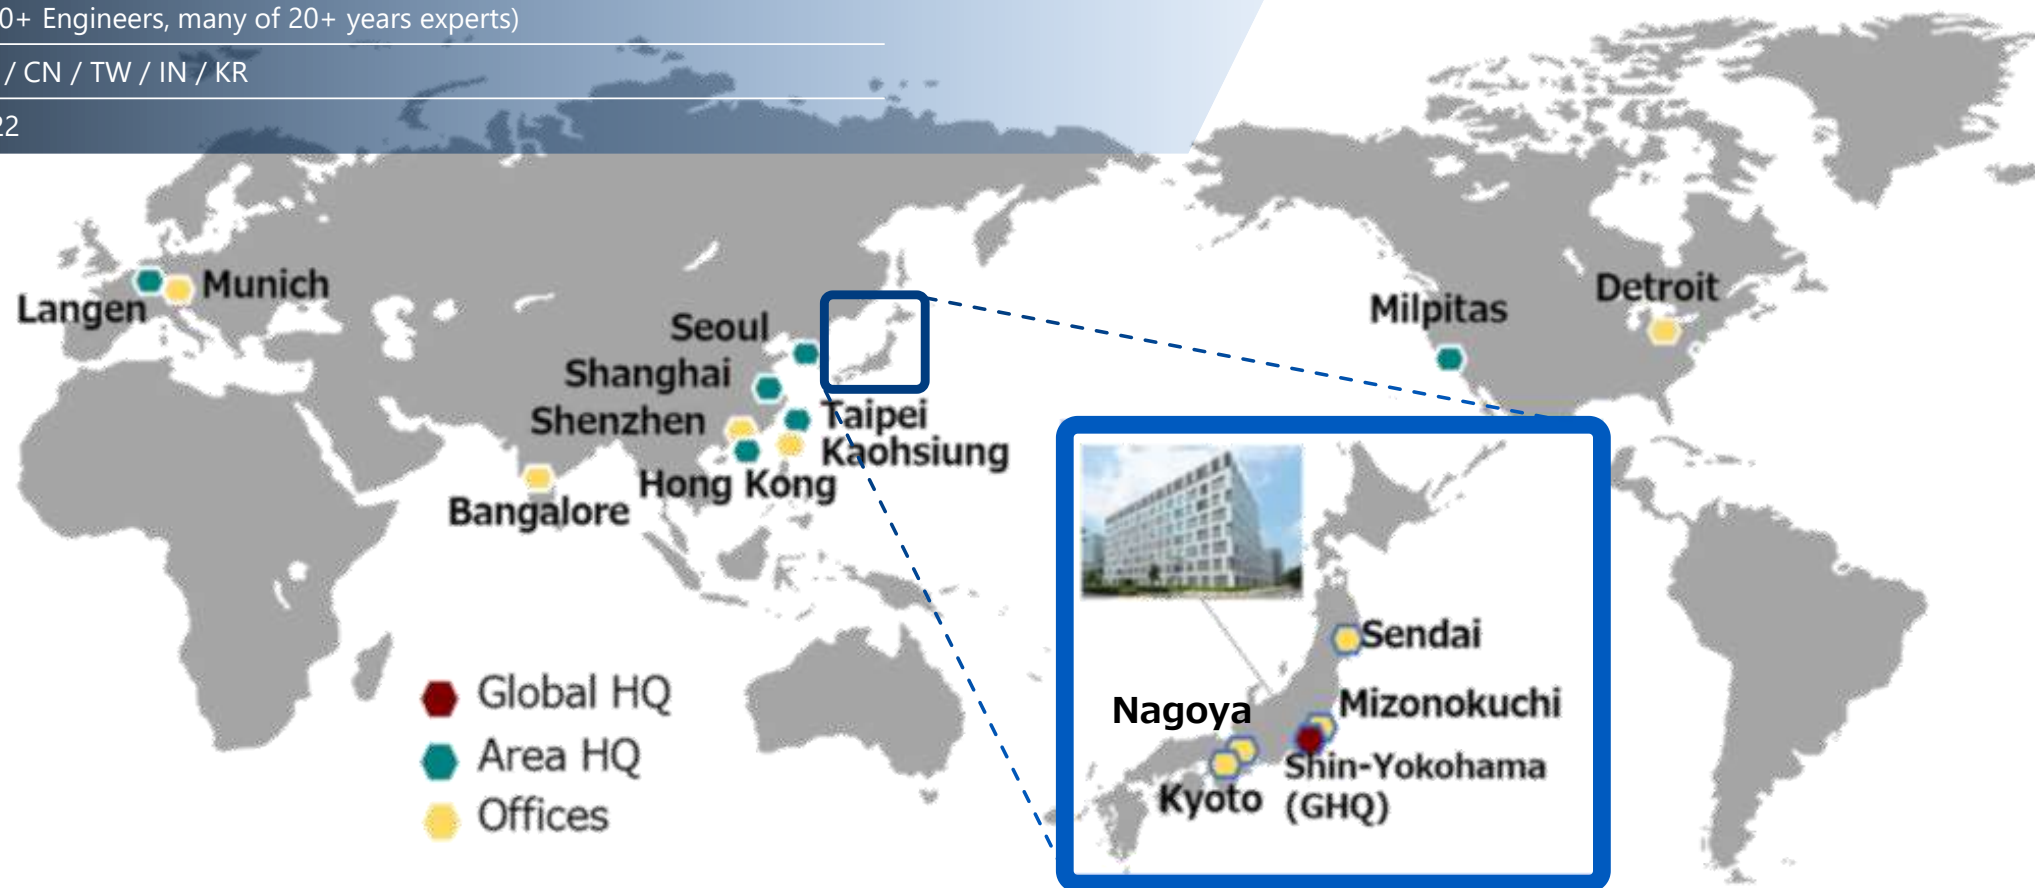 0+ Engineers, many of 20+ years experts)
/ CN / TW / IN / KR
22
Munich
Langen
Seoul
Shanghai
Shenzhen
Taipei
Kaohsiung
Hong Kong
Bangalore
Milpitas
Detroit
Sendai
Mizonokuchi
Nagoya
Shin-Yokohama
(GHQ)
Kyoto
Global HQ
Area HQ
Offices